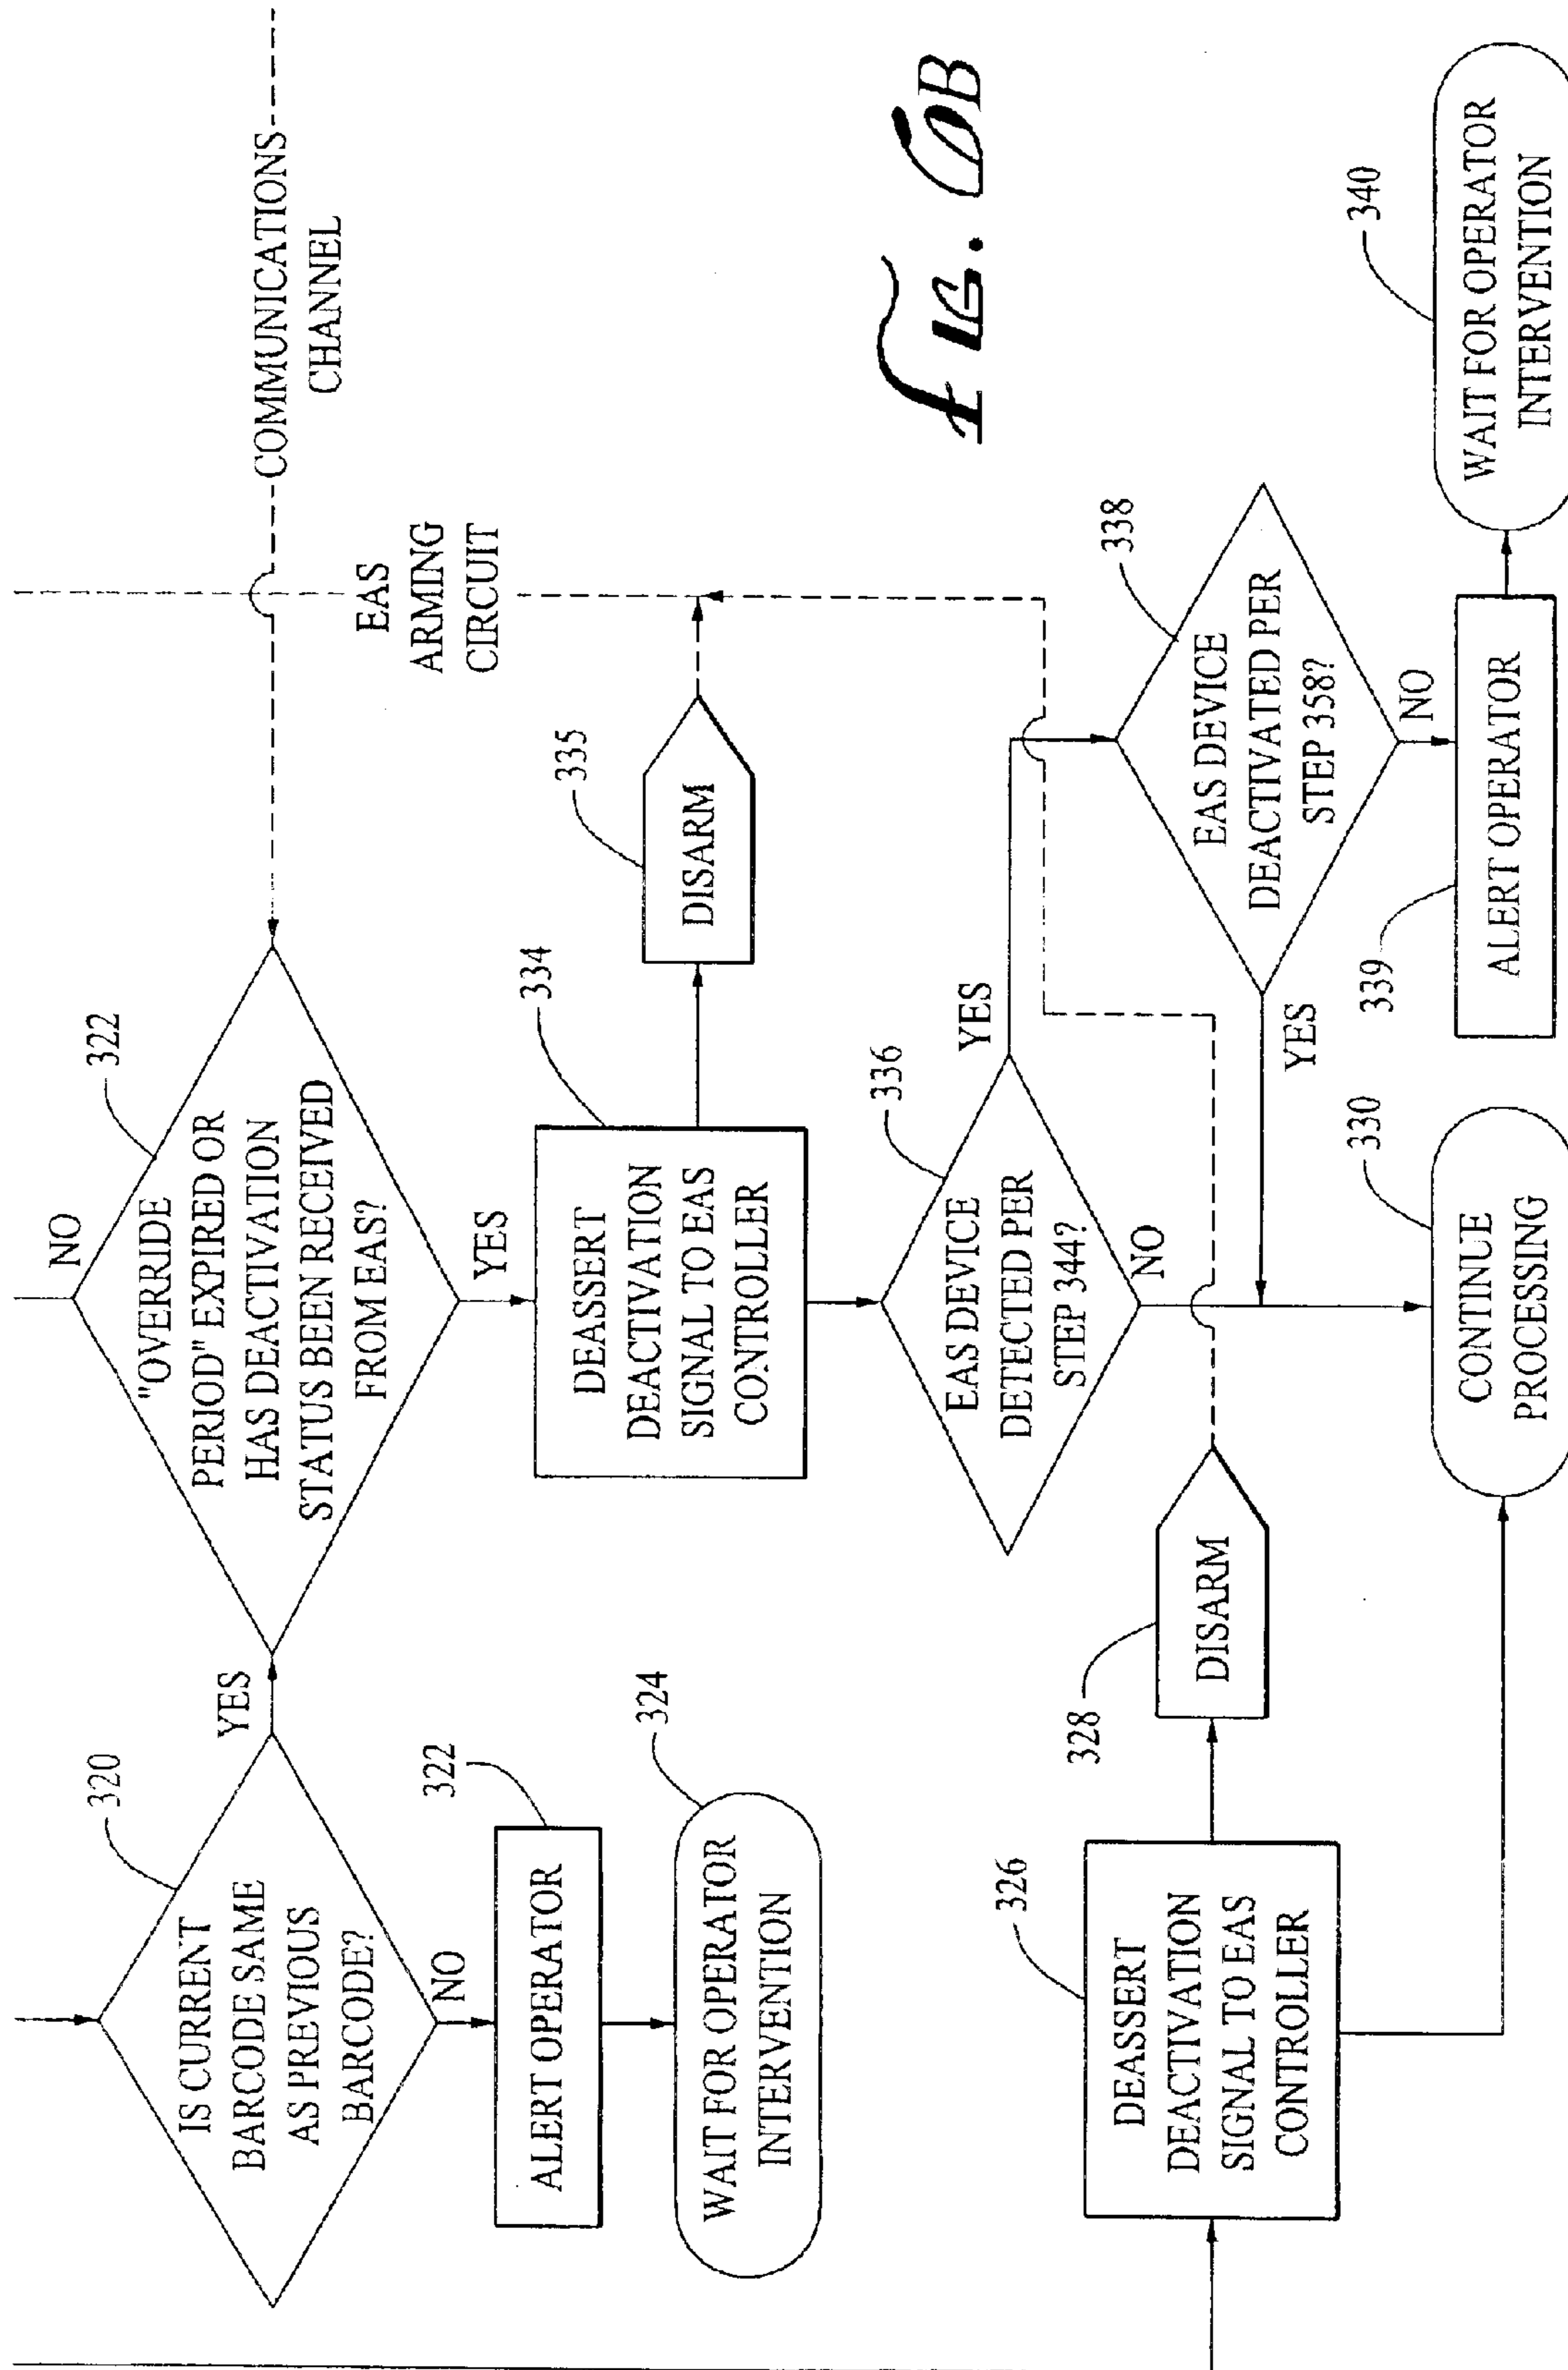 320
IS CURRENT
BARCODE SAME
AS PREVIOUS
BARCODE?
YES
NO
322
ALERT OPERATOR
324
WAIT FOR OPERATOR
INTERVENTION
NO
322
"OVERRIDE
PERIOD" EXPIRED OR
HAS DEACTIVATION
STATUS BEEN RECEIVED
FROM EAS?
YES
COMMUNICATIONS
CHANNEL
EAS
ARMING
CIRCUIT
334
DEASSERT
DEACTIVATION
SIGNAL TO EAS
CONTROLLER
335
DISARM
336
EAS DEVICE
DETECTED PER
STEP 344?
YES
NO
338
EAS DEVICE
DEACTIVATED PER
STEP 358?
YES
NO
339
ALERT OPERATOR
340
WAIT FOR OPERATOR
INTERVENTION
326
DEASSERT
DEACTIVATION
SIGNAL TO EAS
CONTROLLER
328
DISARM
330
CONTINUE
PROCESSING
FIG. 6B